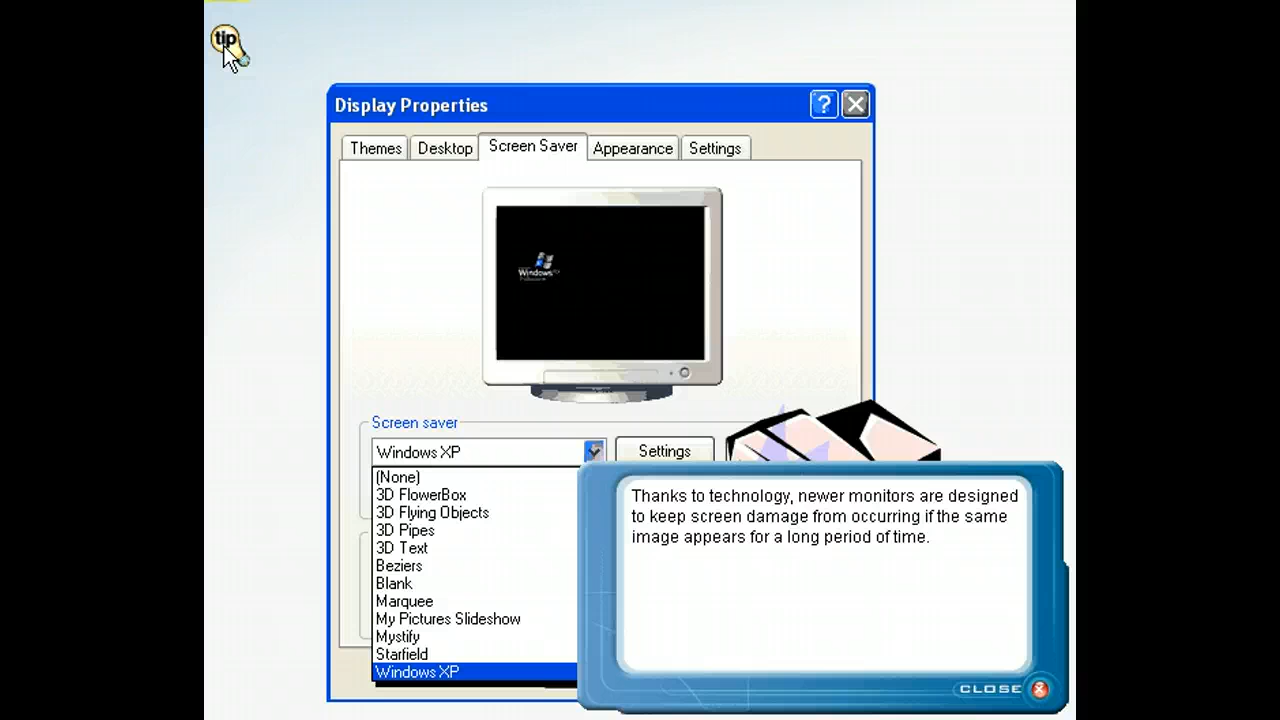 tip
Display Properties
Themes
Desktop
Screen Saver
Appearance
Settings
Windows
Screen saver
Windows XP
Settings
(None)
3D FlowerBox
3D Flying Objects
3D Pipes
3D Text
Beziers
Blank
Marquee
My Pictures Slideshow
Mystify
Starfield
Windows XP
Thanks to technology, newer monitors are designed
to keep screen damage from occurring if the same
image appears for a long period of time.
CLOSE